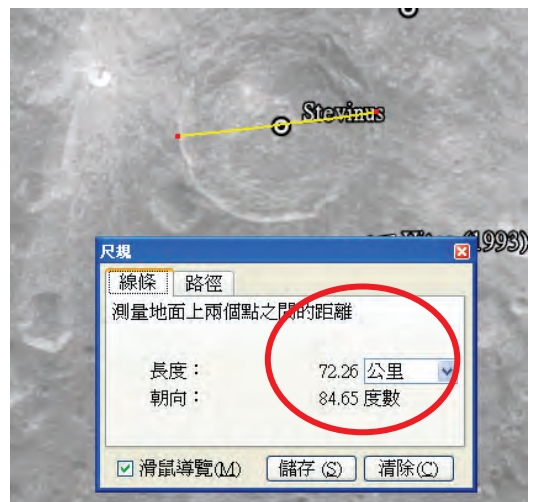 Stevinus
(1993)
尺規
線條 路徑
測量地面上兩個點之間的距離
長度： 72.26 公里
朝向： 84.65 度數
滑鼠導覽(M) 儲存 (S) 清除(C)